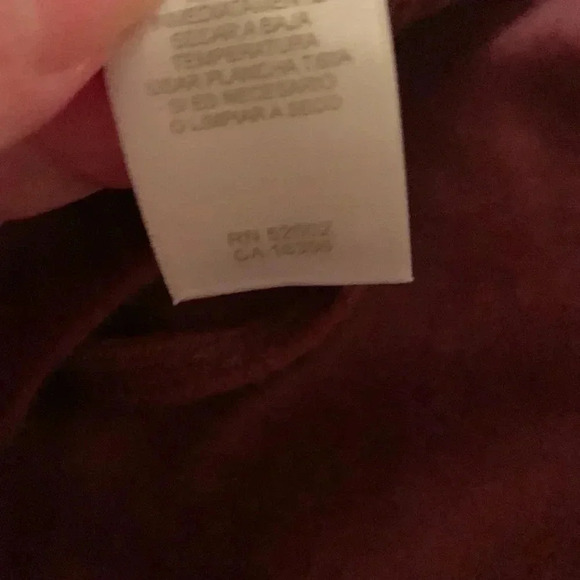 SECAR A BAJA
TEMPERATURA
USAR PLANCHA TIBIA
SI ES NECESARIO
O LIMPIAR A SECO
RN
CA